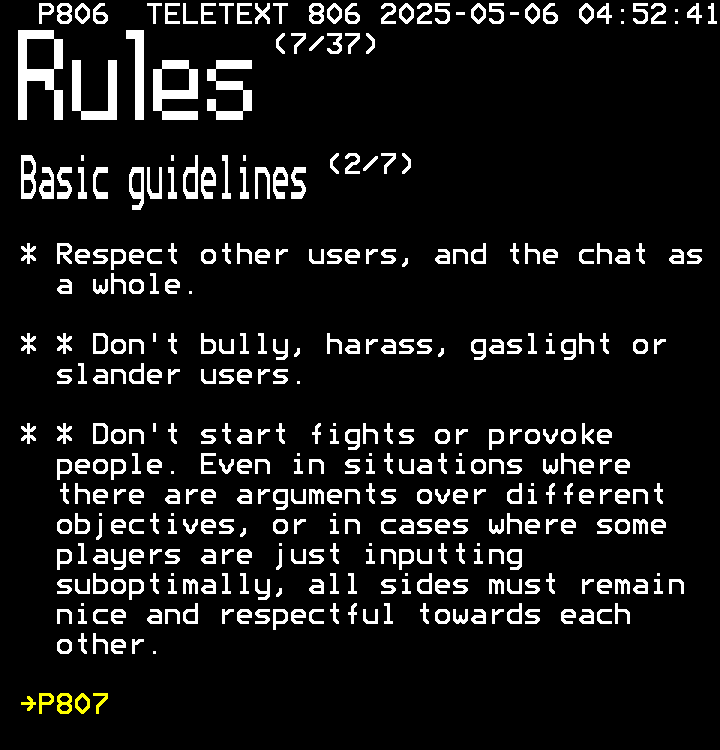 P806 TELETEXT 806 2025-05-06 04:52:41
Rules (7/37)
Basic guidelines (2/7)
* Respect other users, and the chat as
a whole.
* * Don't bully, harass, gaslight or
slander users.
* * Don't start fights or provoke
people. Even in situations where
there are arguments over different
objectives, or in cases where some
players are just inputting
suboptimally, all sides must remain
nice and respectful towards each
other.
→P807